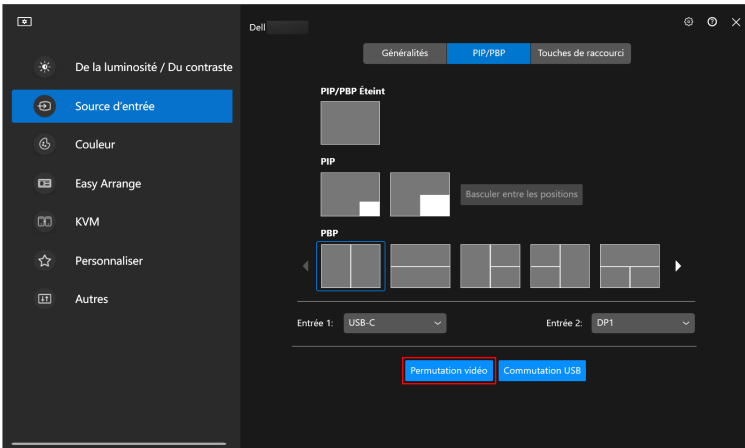 Dell
Généralités
PIP/PBP
Touches de raccourci
De la luminosité / Du contraste
Source d'entrée
Couleur
Easy Arrange
KVM
Personnaliser
Autres
PIP/PBP Éteint
PIP
Basculer entre les positions
PBP
Entrée 1: USB-C
Entrée 2: DP1
Permutation vidéo
Commutation USB